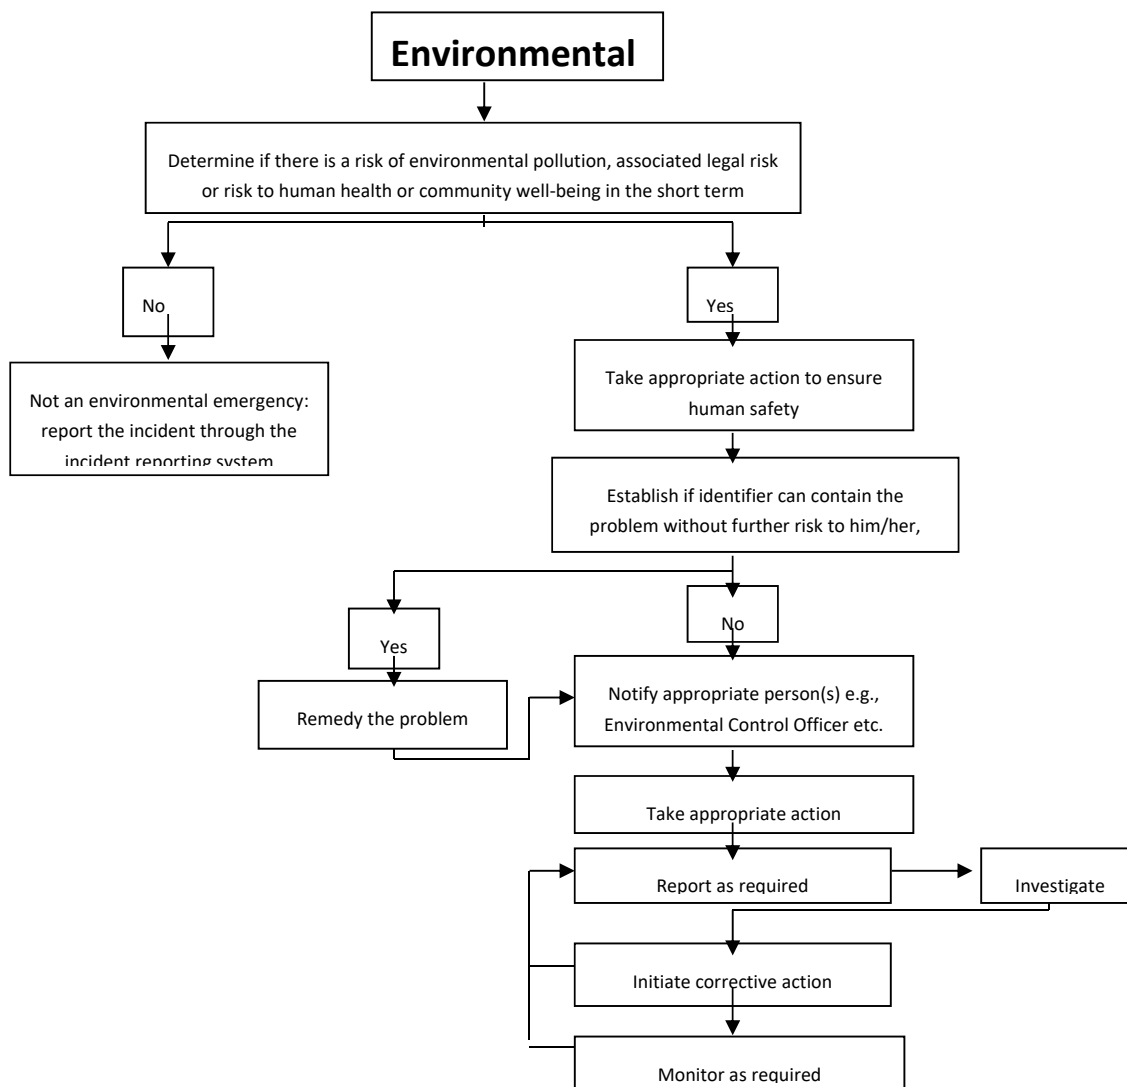 Environmental
Determine if there is a risk of environmental pollution, associated legal risk
or risk to human health or community well-being in the short term
No
Yes
Not an environmental emergency:
report the incident through the
incident reporting system
Take appropriate action to ensure
human safety
Establish if identifier can contain the
problem without further risk to him/her,
Yes
No
Remedy the problem
Notify appropriate person(s) e.g.,
Environmental Control Officer etc.
Take appropriate action
Report as required
Investigate
Initiate corrective action
Monitor as required